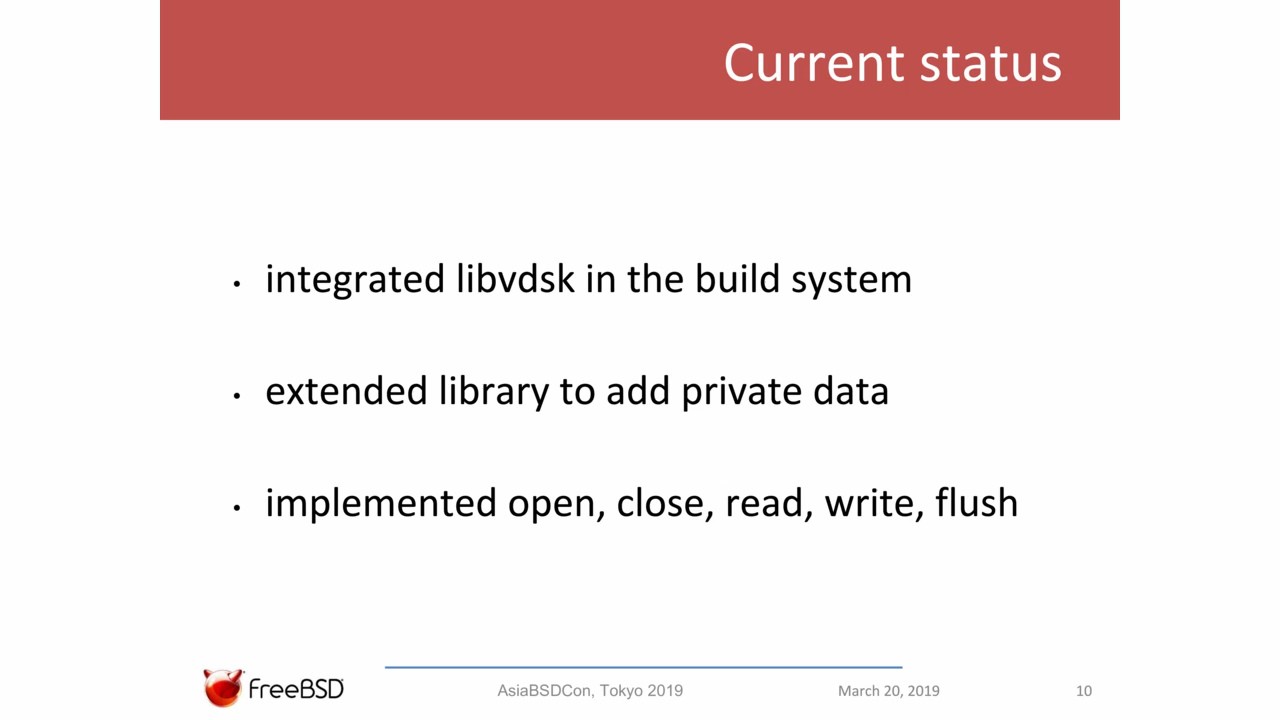 Current status
• integrated libvdsk in the build system
• extended library to add private data
• implemented open, close, read, write, flush
FreeBSD
AsiaBSDCon, Tokyo 2019
March 20, 2019
10